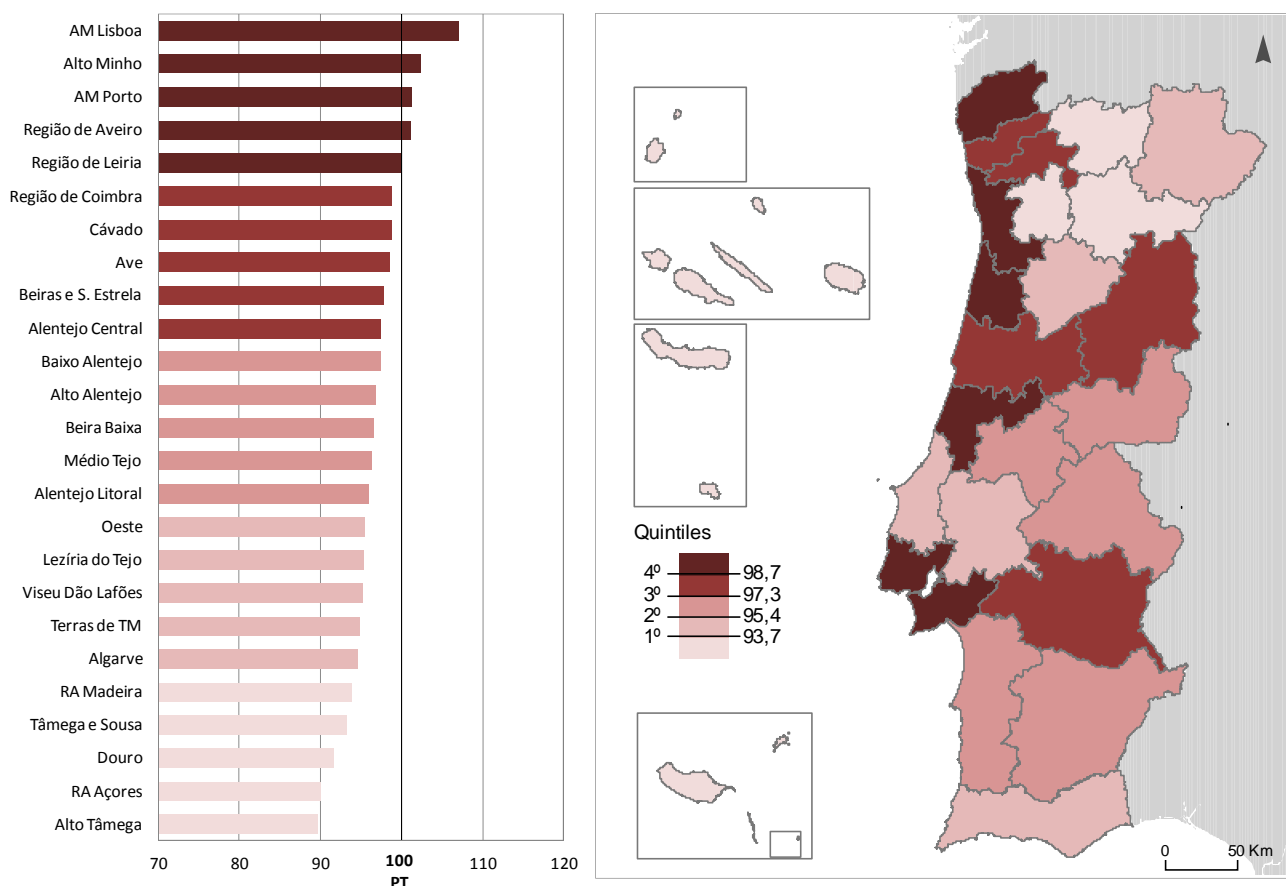 AM Lisboa
Alto Minho
AM Porto
Região de Aveiro
Região de Leiria
Região de Coimbra
Cávado
Ave
Beiras e S. Estrela
Alentejo Central
Baixo Alentejo
Alto Alentejo
Beira Baixa
Médio Tejo
Alentejo Litoral
Oeste
Lezíria do Tejo
Viseu Dão Lafões
Terras de TM
Algarve
RA Madeira
Tâmega e Sousa
Douro
RA Açores
Alto Tâmega
70 80 90 100 110 120
PT
Quintiles
4º 98,7
3º 97,3
2º 95,4
1º 93,7
0 50 Km